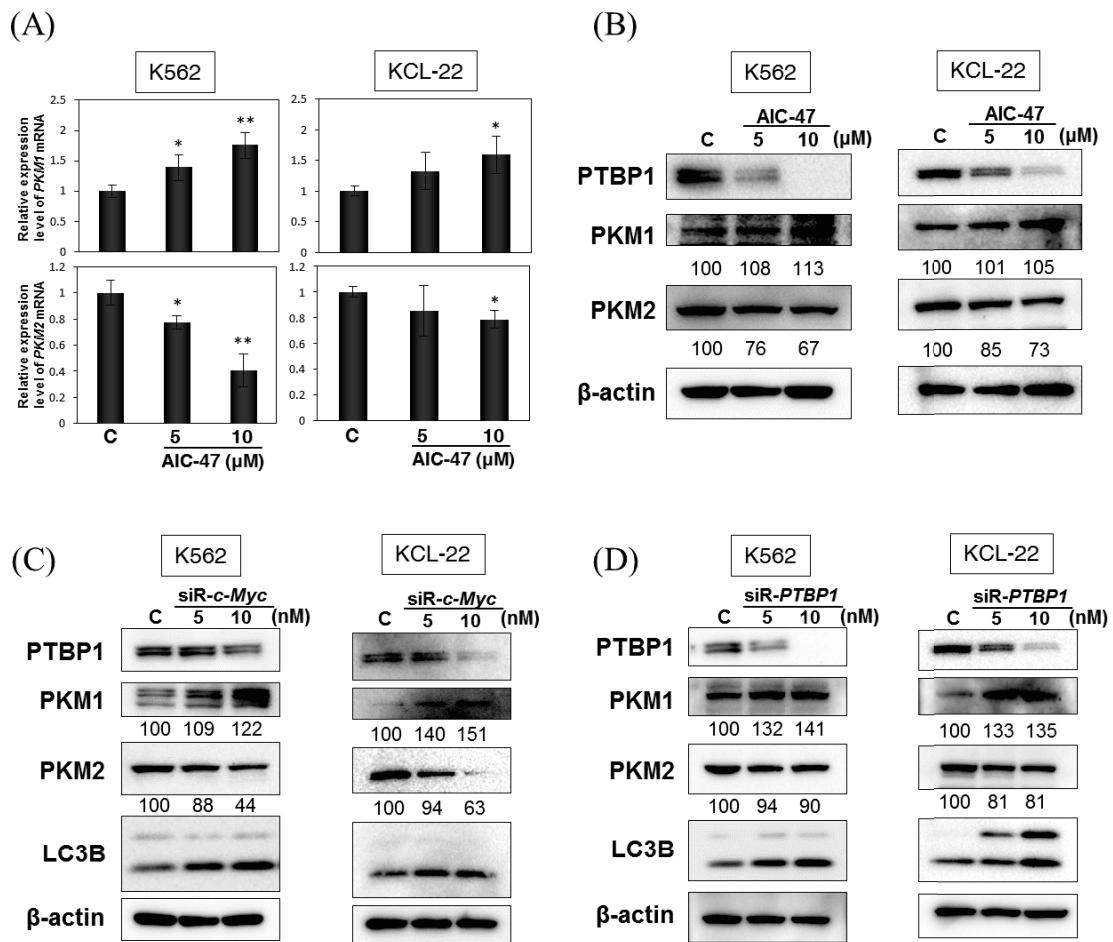 (A)
K562
KCL-22
Relative expression
level of PKM1 mRNA
2.5
2
1.5
1
0.5
0
*
**
2.5
2
1.5
1
0.5
0
*
Relative expression
level of PKM2 mRNA
1.2
1
0.8
0.6
0.4
0.2
0
*
**
1.2
1
0.8
0.6
0.4
0.2
0
*
C 5 10
AIC-47 (μM)
C 5 10
AIC-47 (μM)
(B)
K562
KCL-22
AIC-47
C 5 10 (μM)
AIC-47
C 5 10 (μM)
PTBP1
PKM1
100 108 113
100 101 105
PKM2
100 76 67
100 85 73
β-actin
(C)
K562
KCL-22
siR-c-Myc
C 5 10 (nM)
siR-c-Myc
C 5 10 (nM)
PTBP1
PKM1
100 109 122
100 140 151
PKM2
100 88 44
100 94 63
LC3B
β-actin
(D)
K562
KCL-22
siR-PTBP1
C 5 10 (nM)
siR-PTBP1
C 5 10 (nM)
PTBP1
PKM1
100 132 141
100 133 135
PKM2
100 94 90
100 81 81
LC3B
β-actin